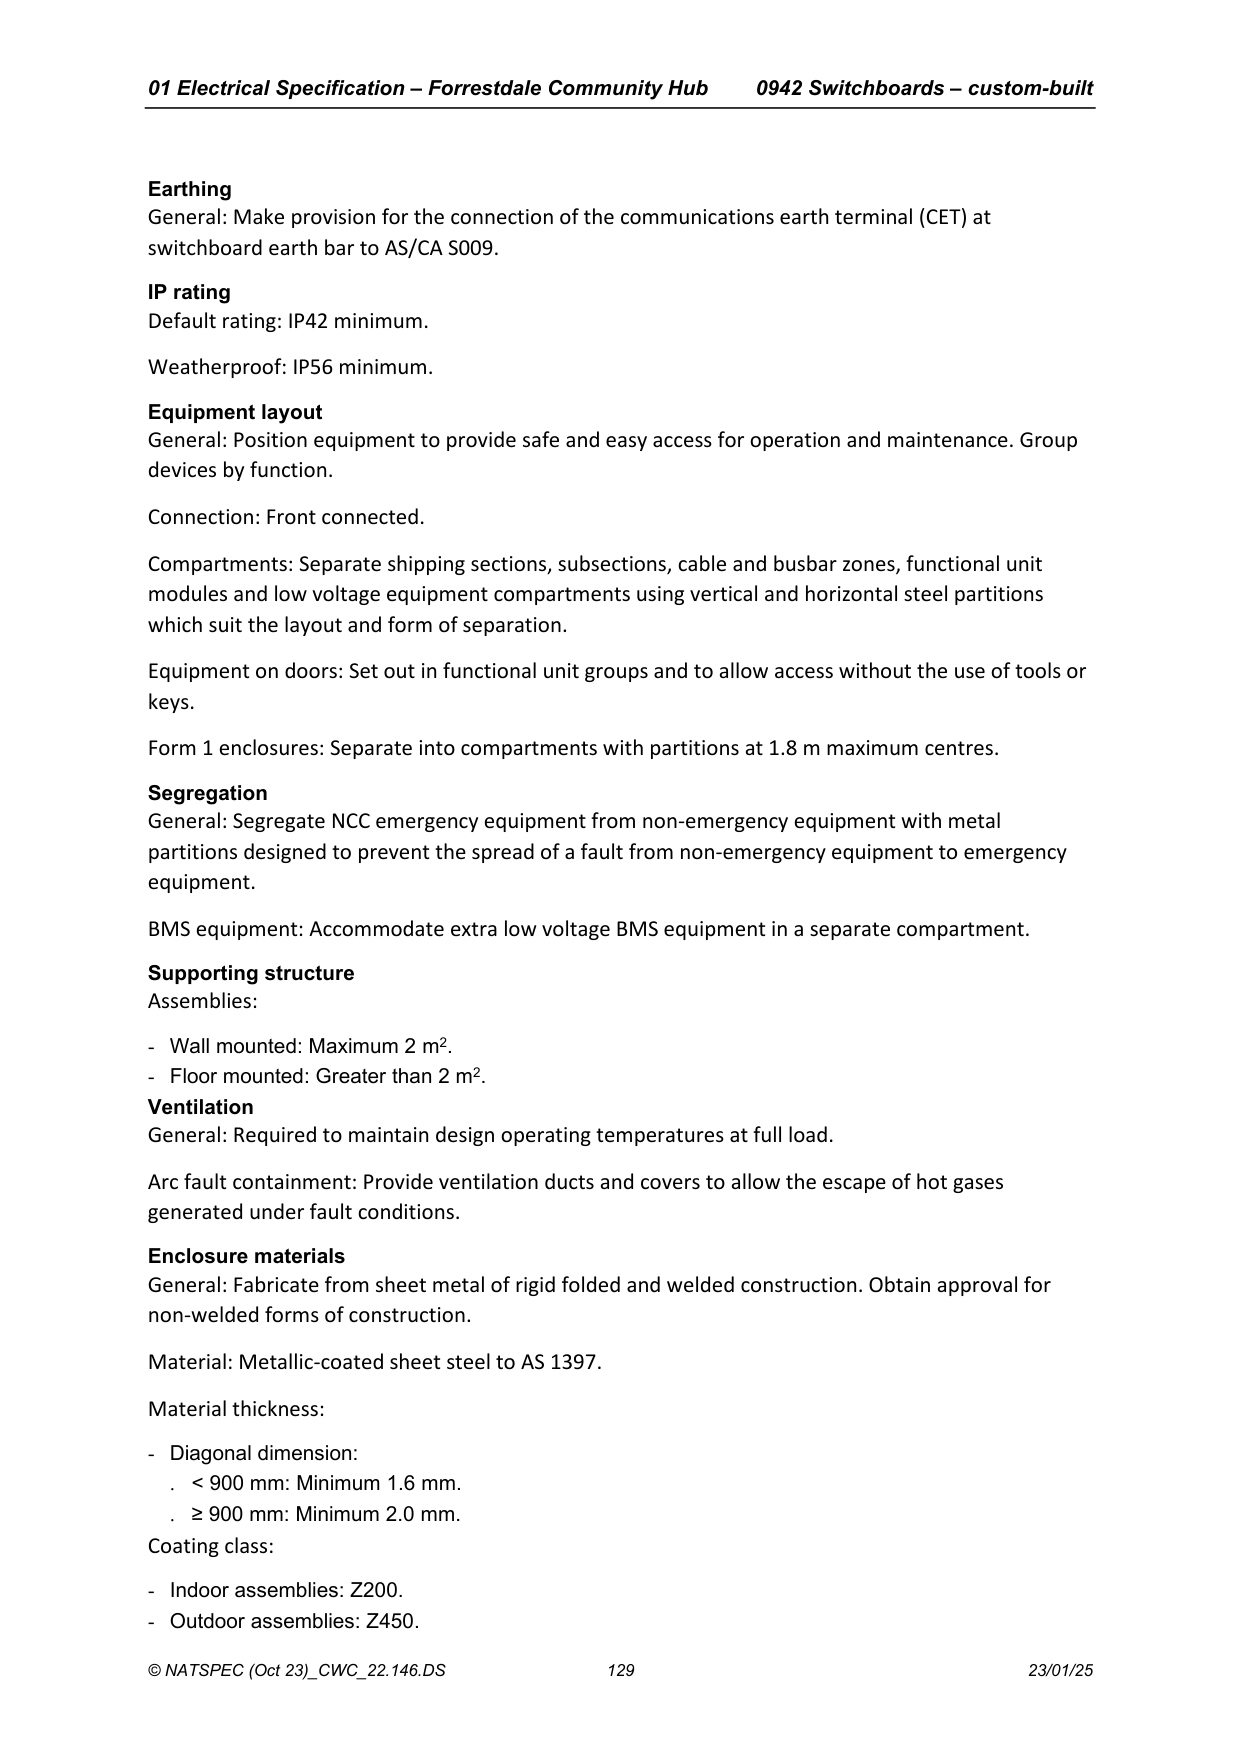 01 Electrical Specification – Forrestdale Community Hub 0942 Switchboards – custom-built
Earthing
General: Make provision for the connection of the communications earth terminal (CET) at
switchboard earth bar to AS/CA S009.
IP rating
Default rating: IP42 minimum.
Weatherproof: IP56 minimum.
Equipment layout
General: Position equipment to provide safe and easy access for operation and maintenance. Group
devices by function.
Connection: Front connected.
Compartments: Separate shipping sections, subsections, cable and busbar zones, functional unit
modules and low voltage equipment compartments using vertical and horizontal steel partitions
which suit the layout and form of separation.
Equipment on doors: Set out in functional unit groups and to allow access without the use of tools or
keys.
Form 1 enclosures: Separate into compartments with partitions at 1.8 m maximum centres.
Segregation
General: Segregate NCC emergency equipment from non-emergency equipment with metal
partitions designed to prevent the spread of a fault from non-emergency equipment to emergency
equipment.
BMS equipment: Accommodate extra low voltage BMS equipment in a separate compartment.
Supporting structure
Assemblies:
- Wall mounted: Maximum 2 m².
- Floor mounted: Greater than 2 m².
Ventilation
General: Required to maintain design operating temperatures at full load.
Arc fault containment: Provide ventilation ducts and covers to allow the escape of hot gases
generated under fault conditions.
Enclosure materials
General: Fabricate from sheet metal of rigid folded and welded construction. Obtain approval for
non-welded forms of construction.
Material: Metallic-coated sheet steel to AS 1397.
Material thickness:
- Diagonal dimension:
. < 900 mm: Minimum 1.6 mm.
. ≥ 900 mm: Minimum 2.0 mm.
Coating class:
- Indoor assemblies: Z200.
- Outdoor assemblies: Z450.
© NATSPEC (Oct 23)_CWC_22.146.DS 129 23/01/25